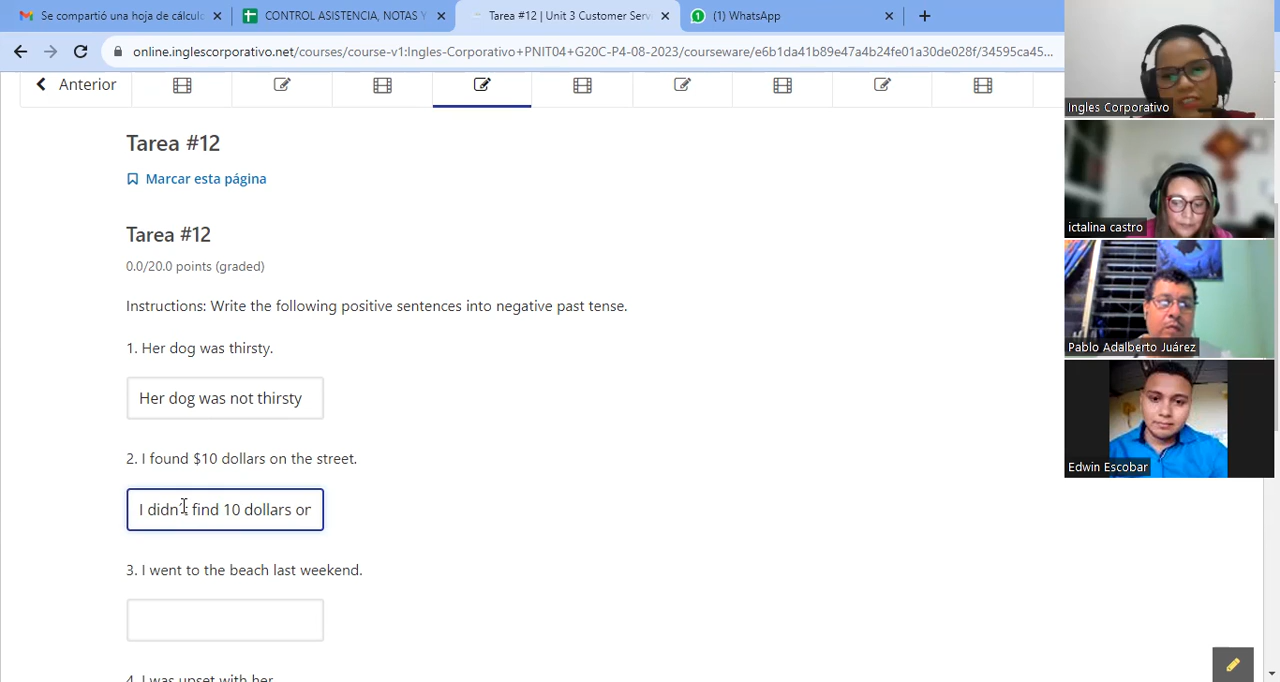 Se compartió una hoja de cálculo
CONTROL ASISTENCIA, NOTAS Y
Tarea #12 | Unit 3 Customer Serv
(1) WhatsApp
online.inglescorporativo.net/courses/course-v1:Ingles-Corporativo+PNIT04+G20C-P4-08-2023/courseware/e6b1da41b89e47a4b24fe01a30de028f/34595ca45...
Anterior
Tarea #12
Marcar esta página
Tarea #12
0.0/20.0 points (graded)
Instructions: Write the following positive sentences into negative past tense.
1. Her dog was thirsty.
Her dog was not thirsty
2. I found $10 dollars on the street.
I didn't find 10 dollars or
3. I went to the beach last weekend.
4. I was upset with her.
Ingles Corporativo
ictalina castro
Pablo Adalberto Juárez
Edwin Escobar